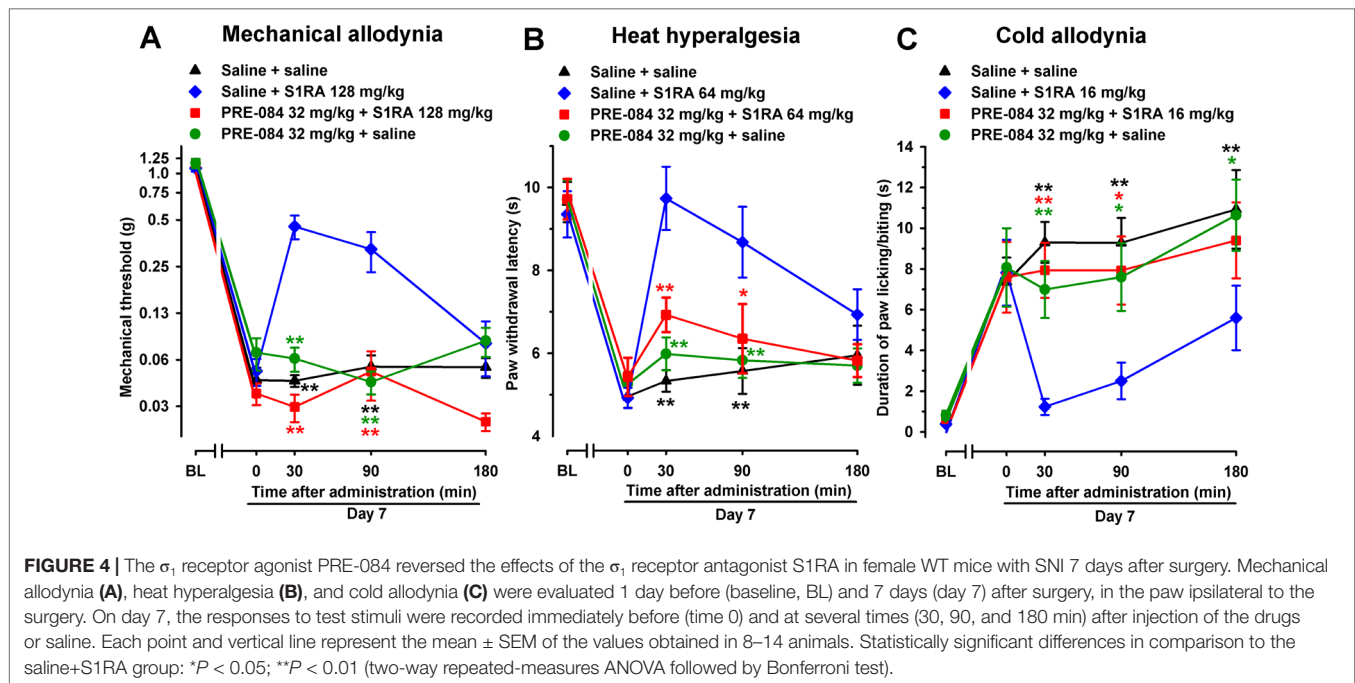 A Mechanical allodynia
Saline + saline
Saline + S1RA 128 mg/kg
PRE-084 32 mg/kg + S1RA 128 mg/kg
PRE-084 32 mg/kg + saline
Mechanical threshold (g)
1.25
1.0
0.75
0.5
0.25
0.13
0.06
0.03
**
**
**
**
**
**
BL 0 30 90 180
Time after administration (min)
Day 7
B Heat hyperalgesia
Saline + saline
Saline + S1RA 64 mg/kg
PRE-084 32 mg/kg + S1RA 64 mg/kg
PRE-084 32 mg/kg + saline
Paw withdrawal latency (s)
10
8
6
4
**
*
**
**
**
**
BL 0 30 90 180
Time after administration (min)
Day 7
C Cold allodynia
Saline + saline
Saline + S1RA 16 mg/kg
PRE-084 32 mg/kg + S1RA 16 mg/kg
PRE-084 32 mg/kg + saline
Duration of paw licking/biting (s)
14
12
10
8
6
4
2
0
**
**
**
**
*
*
**
*
BL 0 30 90 180
Time after administration (min)
Day 7
FIGURE 4 | The σ₁ receptor agonist PRE-084 reversed the effects of the σ₁ receptor antagonist S1RA in female WT mice with SNI 7 days after surgery. Mechanical
allodynia (A), heat hyperalgesia (B), and cold allodynia (C) were evaluated 1 day before (baseline, BL) and 7 days (day 7) after surgery, in the paw ipsilateral to the
surgery. On day 7, the responses to test stimuli were recorded immediately before (time 0) and at several times (30, 90, and 180 min) after injection of the drugs
or saline. Each point and vertical line represent the mean ± SEM of the values obtained in 8–14 animals. Statistically significant differences in comparison to the
saline+S1RA group: *P < 0.05; **P < 0.01 (two-way repeated-measures ANOVA followed by Bonferroni test).